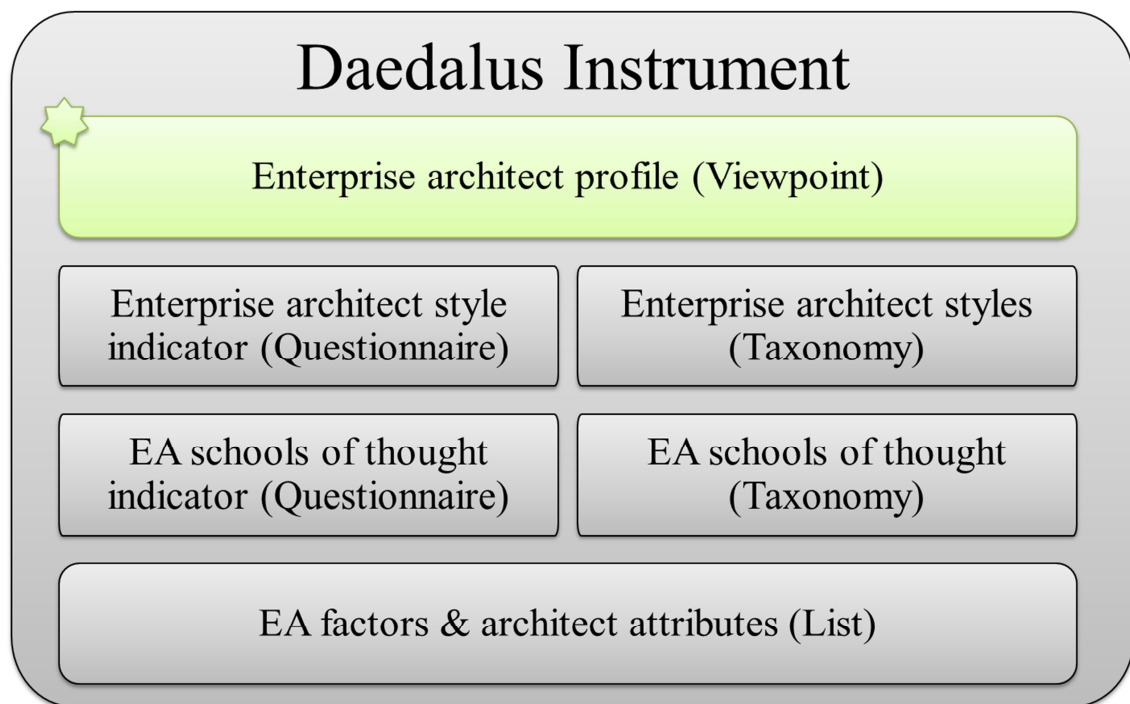 Daedalus Instrument
Enterprise architect profile (Viewpoint)
Enterprise architect style
indicator (Questionnaire)
Enterprise architect styles
(Taxonomy)
EA schools of thought
indicator (Questionnaire)
EA schools of thought
(Taxonomy)
EA factors & architect attributes (List)